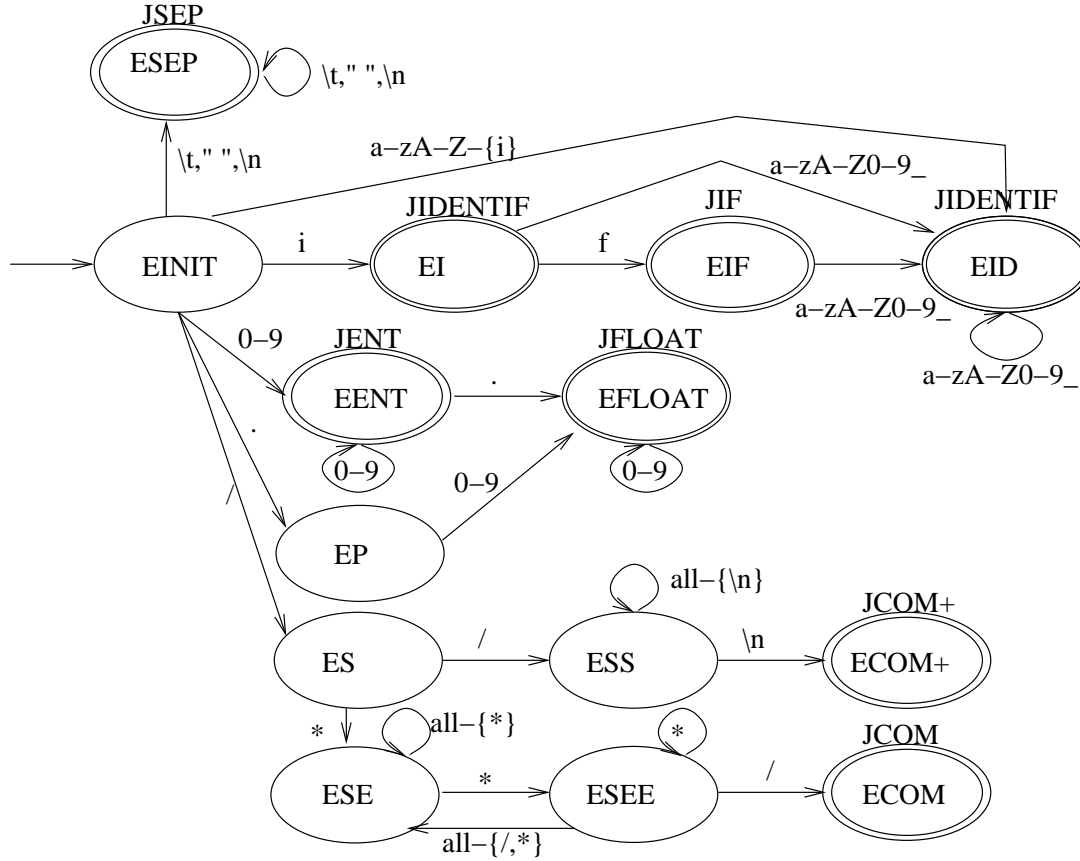 JSEP
ESEP
\t," ",\n
\t," ",\n
a–zA–Z–{i}
a–zA–Z0–9_
JIDENTIF
JIF
JIDENTIF
EINIT
i
EI
f
EIF
EID
a–zA–Z0–9_
a–zA–Z0–9_
0–9
JENT
JFLOAT
EENT
.
EFLOAT
.
0–9
0–9
0–9
/
EP
all–{\n}
JCOM+
ES
/
ESS
\n
ECOM+
*
all–{*}
*
JCOM
ESE
*
ESEE
/
ECOM
all–{/,*}